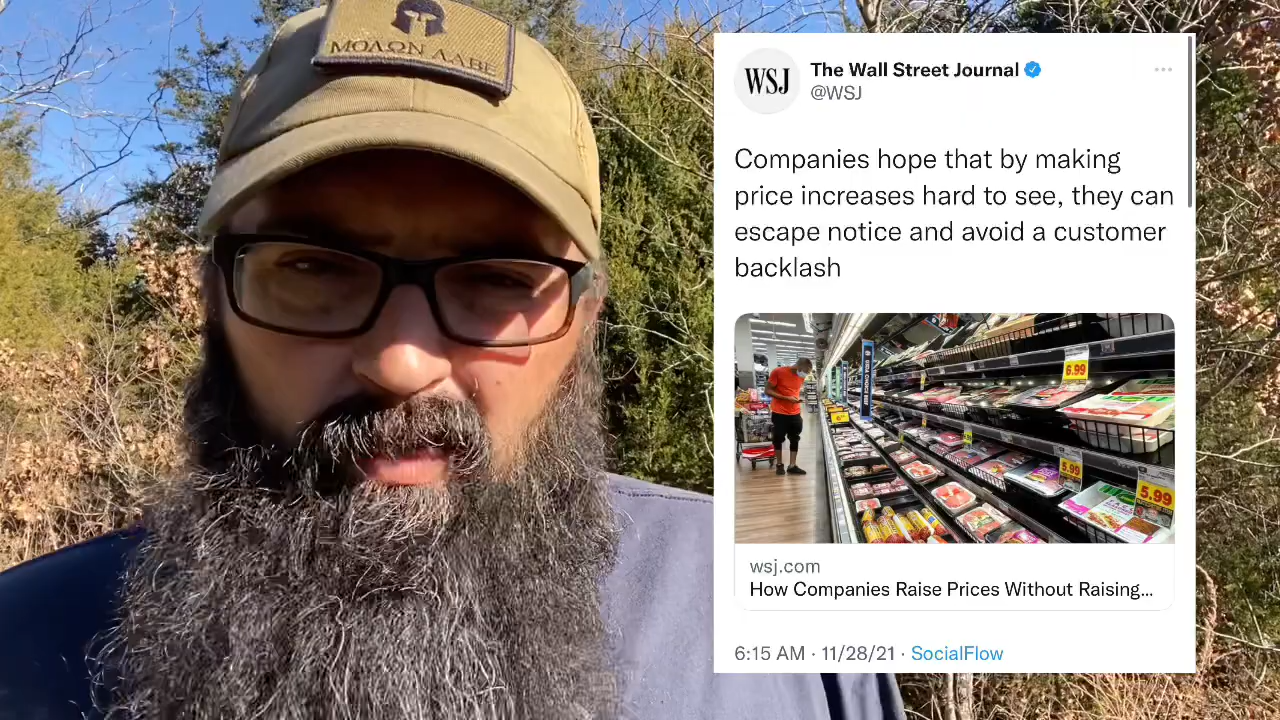 ΜΟΛΩΝ ΛΑΒΕ
WSJ
The Wall Street Journal
@WSJ
Companies hope that by making
price increases hard to see, they can
escape notice and avoid a customer
backlash
6.99
5.99
5.99
wsj.com
How Companies Raise Prices Without Raising...
6:15 AM · 11/28/21 · SocialFlow